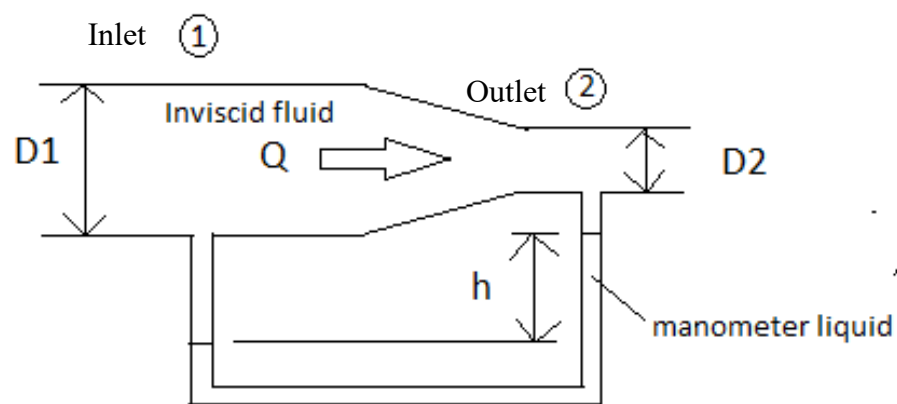 Inlet 1
Outlet 2
Inviscid fluid
D1
Q
D2
h
manometer liquid